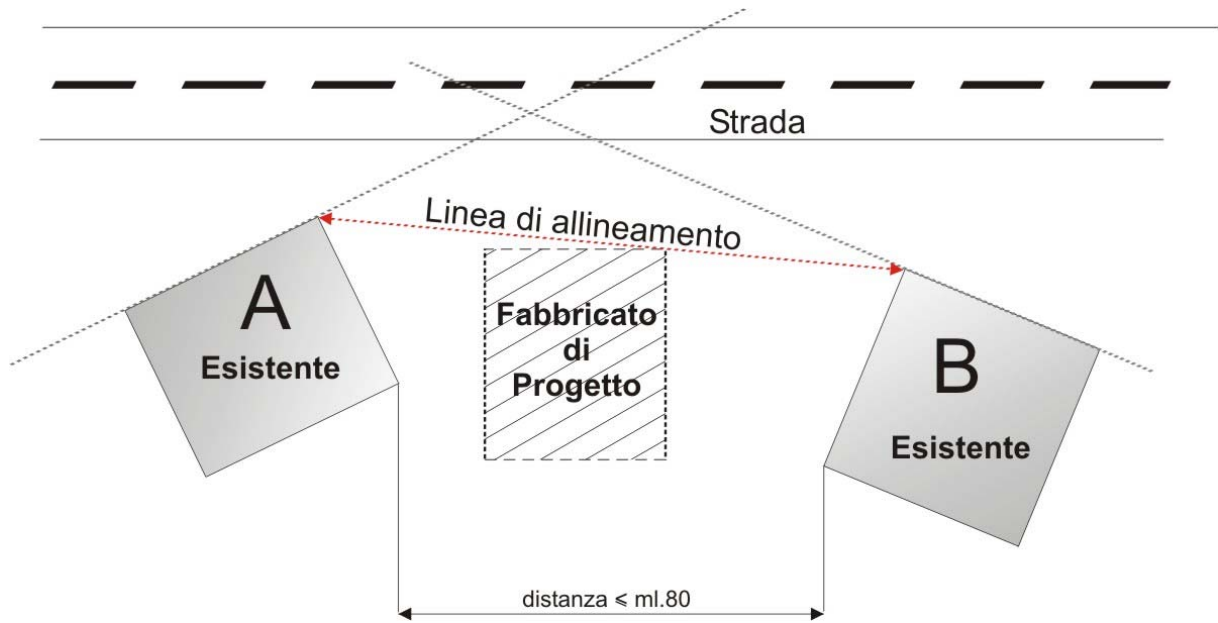 Strada
Linea di allineamento
A
Esistente
Fabbricato
di
Progetto
B
Esistente
distanza ⩽ ml.80